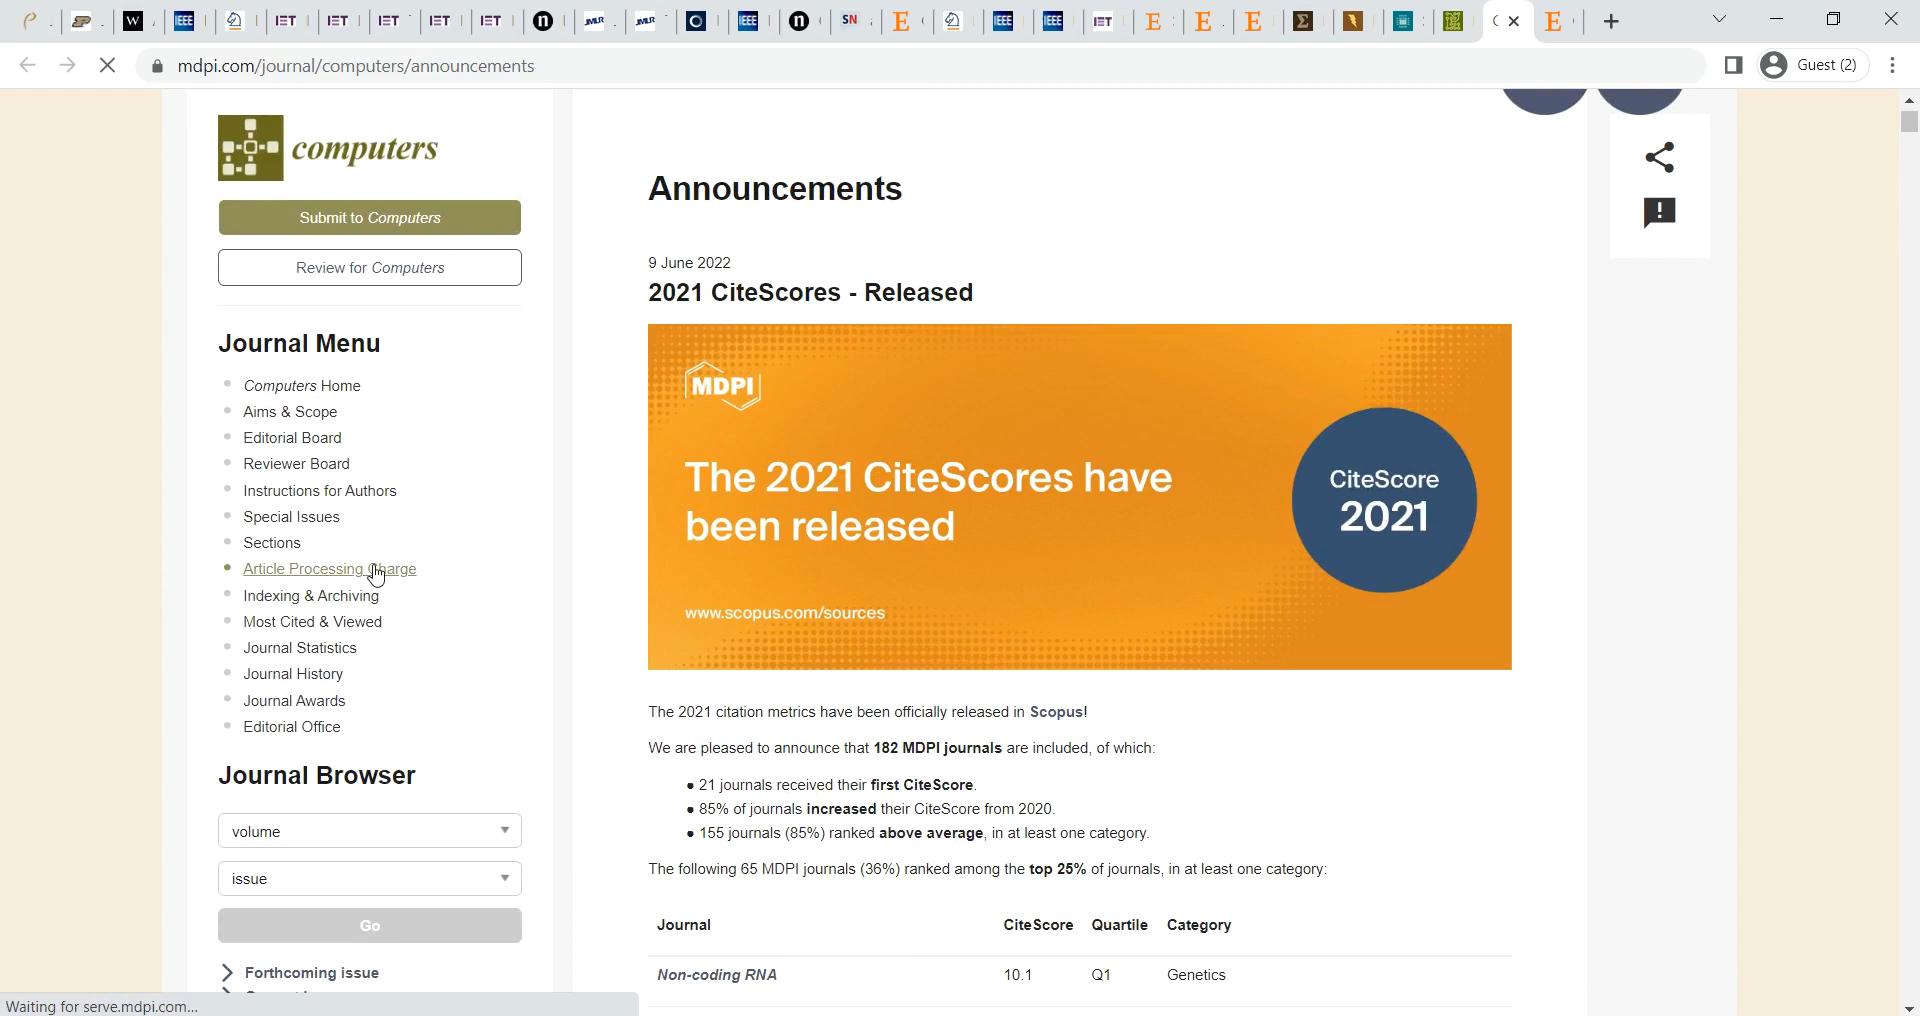 mdpi.com/journal/computers/announcements
Guest (2)
computers
Submit to Computers
Review for Computers
Journal Menu
Computers Home
Aims & Scope
Editorial Board
Reviewer Board
Instructions for Authors
Special Issues
Sections
Article Processing Charge
Indexing & Archiving
Most Cited & Viewed
Journal Statistics
Journal History
Journal Awards
Editorial Office
Journal Browser
volume
issue
Go
Forthcoming issue
Waiting for serve.mdpi.com...
Announcements
9 June 2022
2021 CiteScores - Released
MDPI
The 2021 CiteScores have
been released
CiteScore
2021
www.scopus.com/sources
The 2021 citation metrics have been officially released in Scopus!
We are pleased to announce that 182 MDPI journals are included, of which:
• 21 journals received their first CiteScore.
• 85% of journals increased their CiteScore from 2020.
• 155 journals (85%) ranked above average, in at least one category.
The following 65 MDPI journals (36%) ranked among the top 25% of journals, in at least one category:
Journal CiteScore Quartile Category
Non-coding RNA 10.1 Q1 Genetics